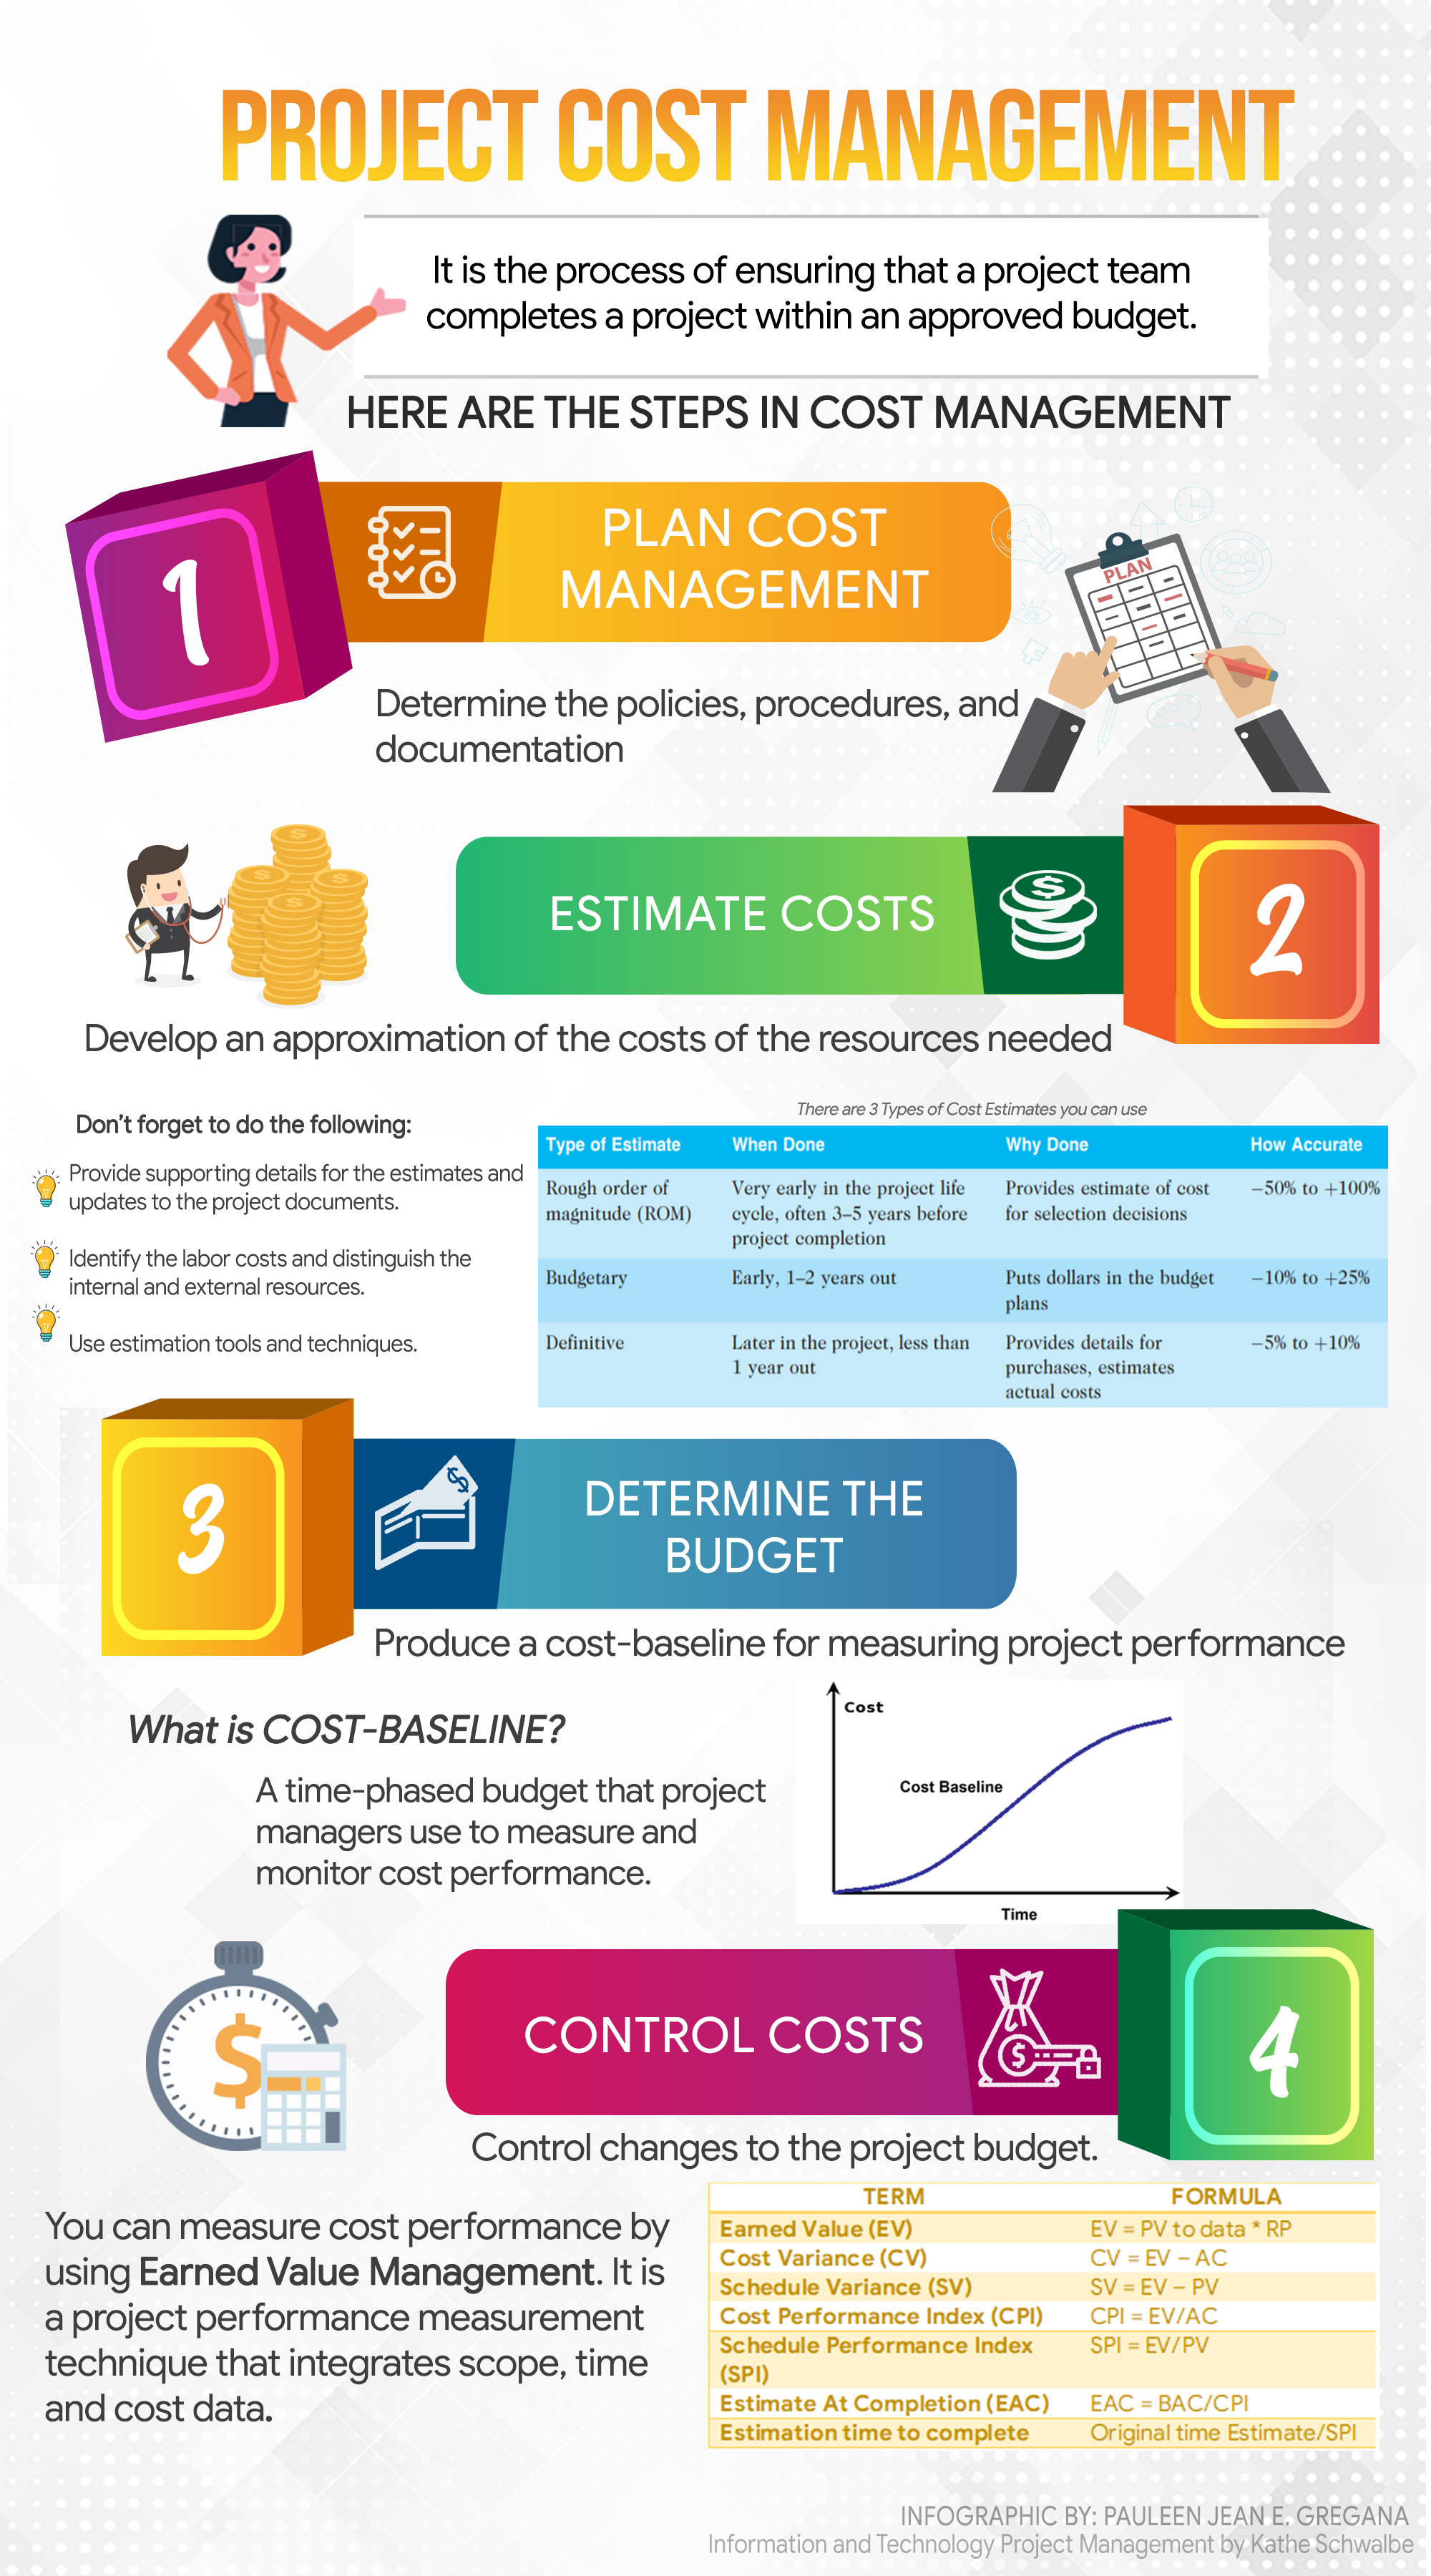 PROJECT COST MANAGEMENT
It is the process of ensuring that a project team
completes a project within an approved budget.
HERE ARE THE STEPS IN COST MANAGEMENT
1
PLAN COST
MANAGEMENT
PLAN
Determine the policies, procedures, and
documentation
ESTIMATE COSTS
2
Develop an approximation of the costs of the resources needed
Don't forget to do the following:
Provide supporting details for the estimates and
updates to the project documents.
Identify the labor costs and distinguish the
internal and external resources.
Use estimation tools and techniques.
There are 3 Types of Cost Estimates you can use
Type of Estimate When Done Why Done How Accurate
Rough order of Very early in the project life Provides estimate of cost −50% to +100%
magnitude (ROM) cycle, often 3–5 years before for selection decisions
project completion
Budgetary Early, 1–2 years out Puts dollars in the budget −10% to +25%
plans
Definitive Later in the project, less than Provides details for −5% to +10%
1 year out purchases, estimates
actual costs
3
DETERMINE THE
BUDGET
Produce a cost-baseline for measuring project performance
What is COST-BASELINE?
A time-phased budget that project
managers use to measure and
monitor cost performance.
Cost
Cost Baseline
Time
CONTROL COSTS
4
Control changes to the project budget.
You can measure cost performance by
using Earned Value Management. It is
a project performance measurement
technique that integrates scope, time
and cost data.
TERM FORMULA
Earned Value (EV) EV = PV to data * RP
Cost Variance (CV) CV = EV – AC
Schedule Variance (SV) SV = EV – PV
Cost Performance Index (CPI) CPI = EV/AC
Schedule Performance Index SPI = EV/PV
(SPI)
Estimate At Completion (EAC) EAC = BAC/CPI
Estimation time to complete Original time Estimate/SPI
INFOGRAPHIC BY: PAULEEN JEAN E. GREGANA
Information and Technology Project Management by Kathe Schwalbe